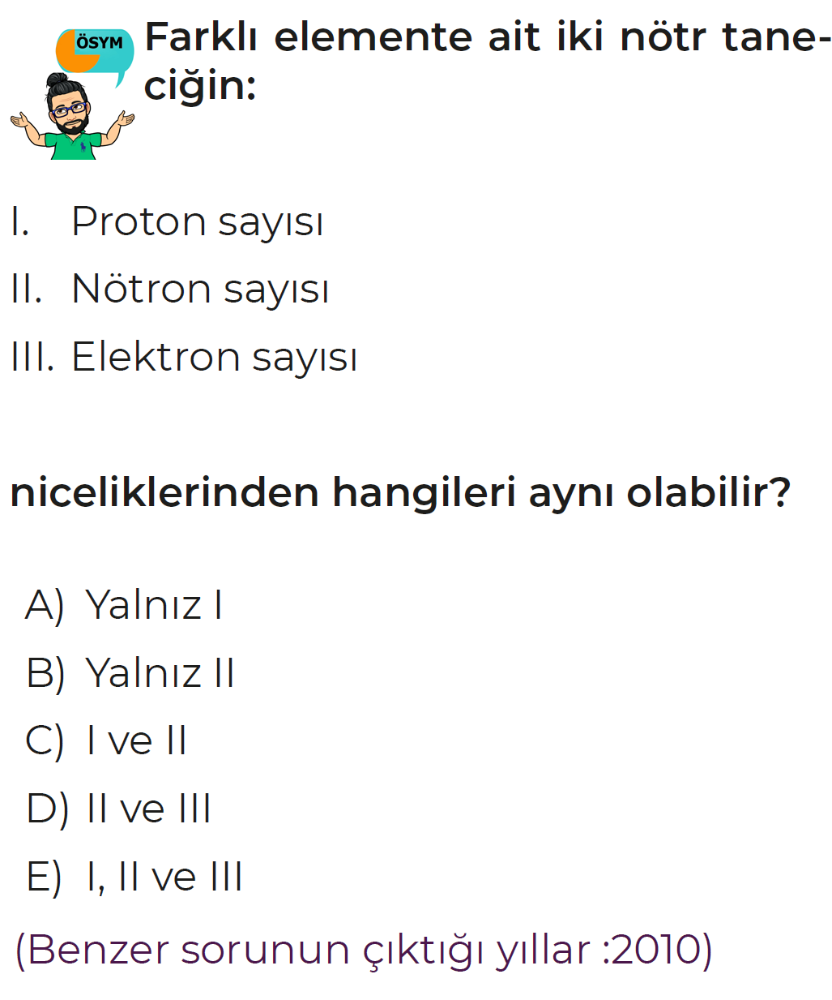 ÖSYM
Farklı elemente ait iki nötr tane-
ciğin:
I. Proton sayısı
II. Nötron sayısı
III. Elektron sayısı
niceliklerinden hangileri aynı olabilir?
A) Yalnız I
B) Yalnız II
C) I ve II
D) II ve III
E) I, II ve III
(Benzer sorunun çıktığı yıllar :2010)